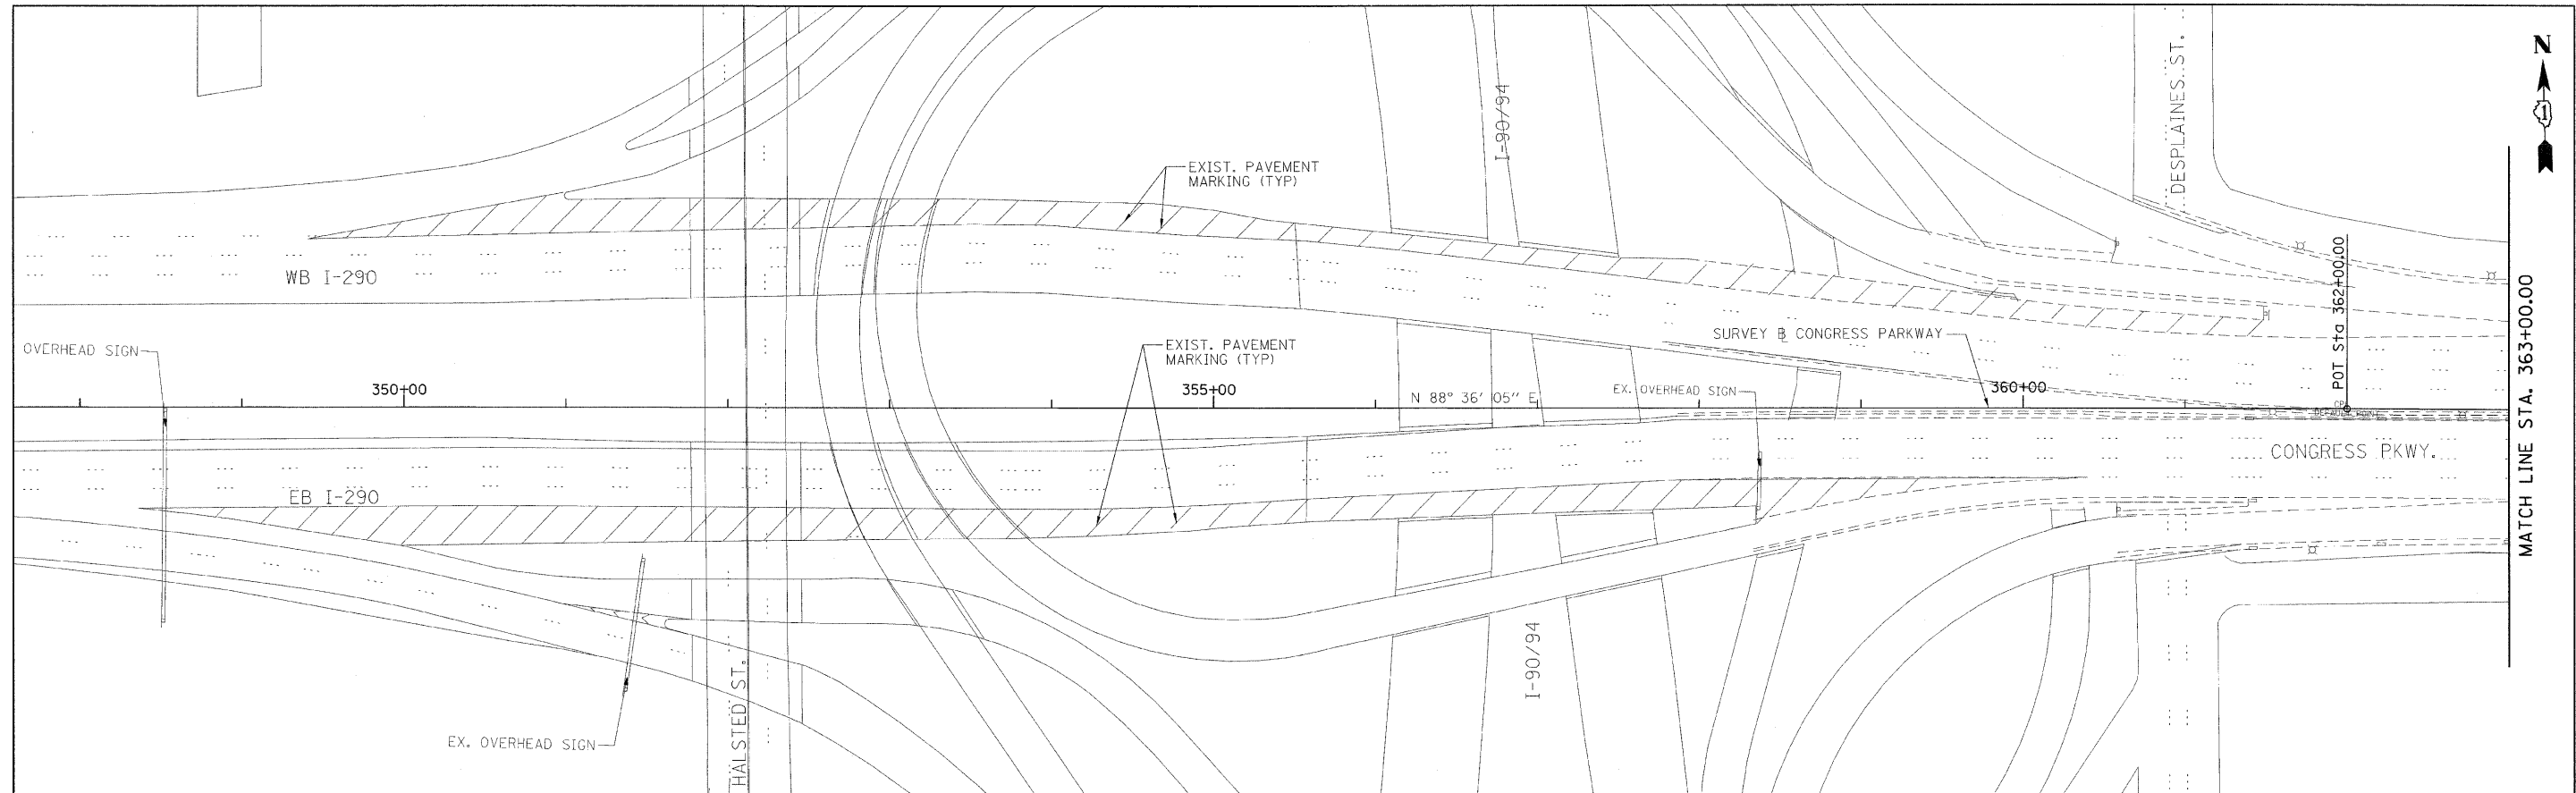 N
1
DESPLAINES ST.
I-90/94
EXIST. PAVEMENT
MARKING (TYP)
WB I-290
POT Sta 362+00.00
MATCH LINE STA. 363+00.00
SURVEY ℄ CONGRESS PARKWAY
OVERHEAD SIGN
EXIST. PAVEMENT
MARKING (TYP)
350+00
355+00
N 88° 36' 05" E
EX. OVERHEAD SIGN
360+00
CONGRESS PKWY.
EB I-290
I-90/94
HALSTED ST.
EX. OVERHEAD SIGN